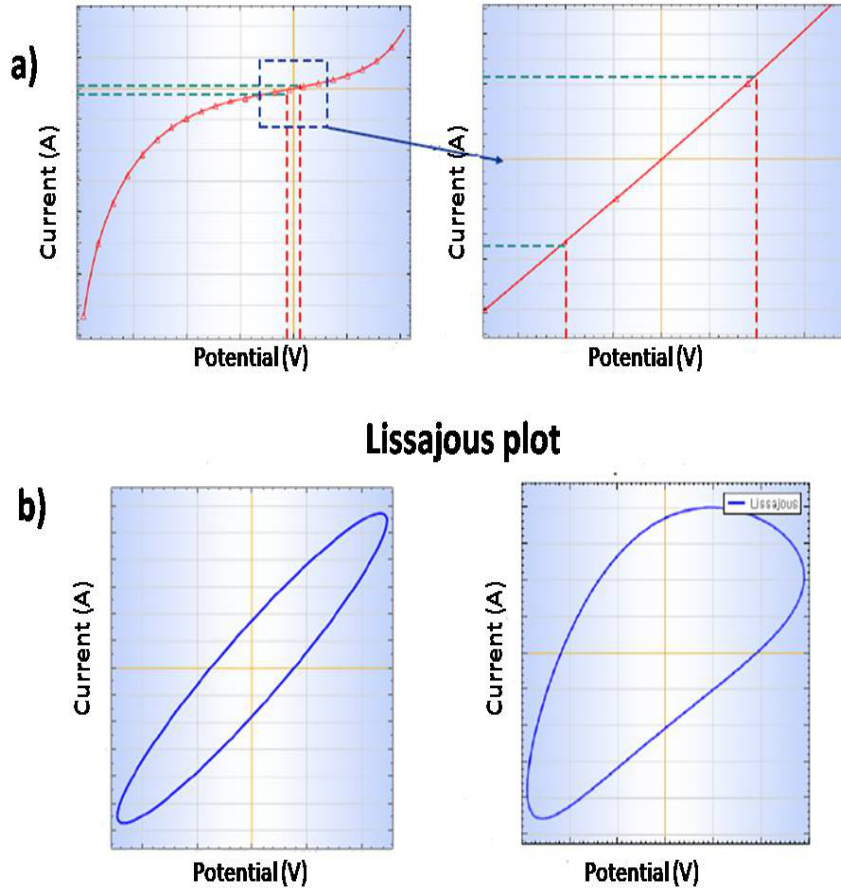 a)
Current (A)
Potential (V)
Current (A)
Potential (V)
Lissajous plot
b)
Current (A)
Potential (V)
Lissajous
Current (A)
Potential (V)